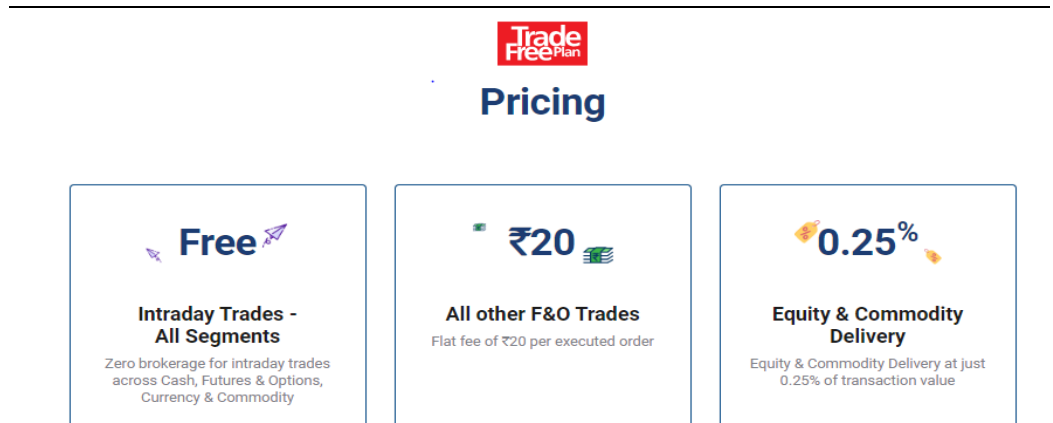 Trade
FreePlan
Pricing
Free
Intraday Trades -
All Segments
Zero brokerage for intraday trades
across Cash, Futures & Options,
Currency & Commodity
₹20
All other F&O Trades
Flat fee of ₹20 per executed order
0.25%
Equity & Commodity
Delivery
Equity & Commodity Delivery at just
0.25% of transaction value